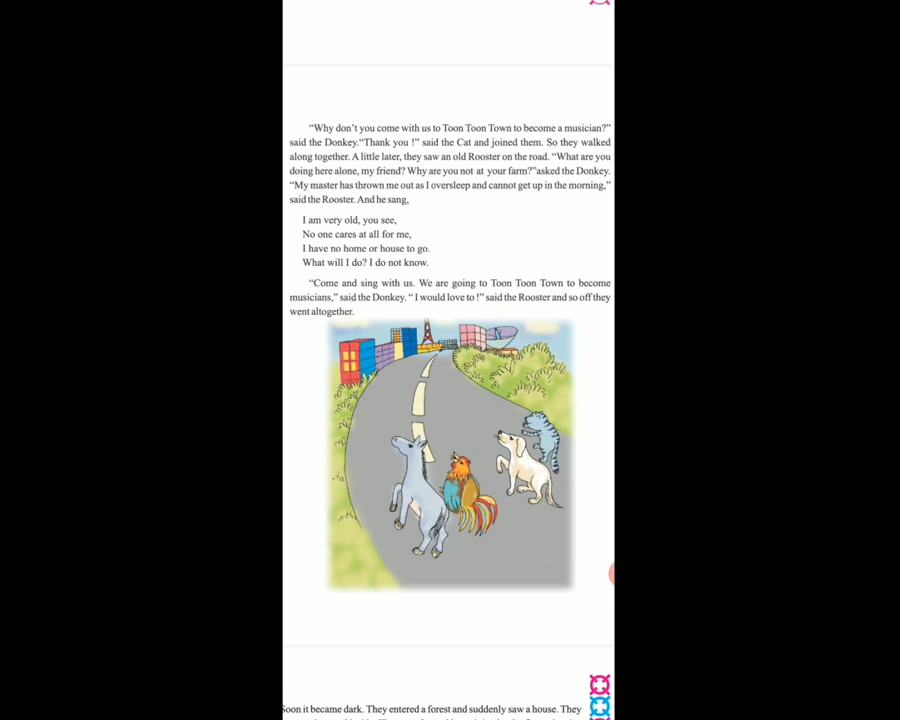 “Why don’t you come with us to Toon Toon Town to become a musician?”
said the Donkey.“Thank you !” said the Cat and joined them. So they walked
along together. A little later, they saw an old Rooster on the road. “What are you
doing here alone, my friend? Why are you not at your farm?”asked the Donkey.
“My master has thrown me out as I oversleep and cannot get up in the morning,”
said the Rooster. And he sang,
I am very old, you see,
No one cares at all for me,
I have no home or house to go.
What will I do? I do not know.
“Come and sing with us. We are going to Toon Toon Town to become
musicians,” said the Donkey. “ I would love to !” said the Rooster and so off they
went altogether.
Soon it became dark. They entered a forest and suddenly saw a house. They